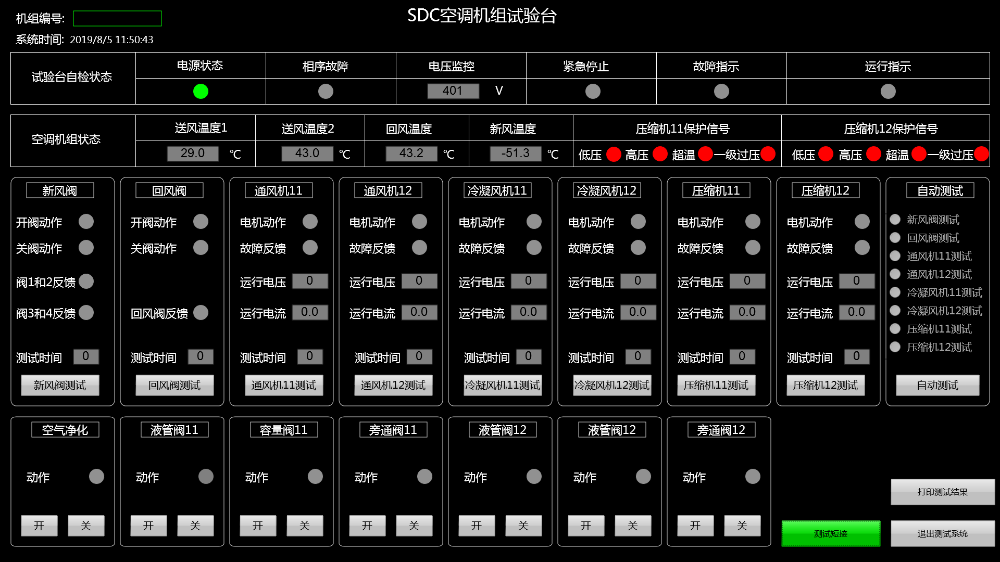 SDC空调机组试验台
机组编号:
系统时间: 2019/8/5 11:50:43
试验台自检状态 电源状态 相序故障 电压监控 紧急停止 故障指示 运行指示
401 V
空调机组状态 送风温度1 送风温度2 回风温度 新风温度 压缩机11保护信号 压缩机12保护信号
29.0 ℃ 43.0 ℃ 43.2 ℃ -51.3 ℃ 低压 高压 超温 一级过压 低压 高压 超温 一级过压
新风阀
开阀动作
关阀动作
阀1和2反馈
阀3和4反馈
测试时间 0
新风阀测试
回风阀
开阀动作
关阀动作
回风阀反馈
测试时间 0
回风阀测试
通风机11
电机动作
故障反馈
运行电压 0
运行电流 0.0
测试时间 0
通风机11测试
通风机12
电机动作
故障反馈
运行电压 0
运行电流 0.0
测试时间 0
通风机12测试
冷凝风机11
电机动作
故障反馈
运行电压 0
运行电流 0.0
测试时间 0
冷凝风机11测试
冷凝风机12
电机动作
故障反馈
运行电压 0
运行电流 0.0
测试时间 0
冷凝风机12测试
压缩机11
电机动作
故障反馈
运行电压 0
运行电流 0.0
测试时间 0
压缩机11测试
压缩机12
电机动作
故障反馈
运行电压 0
运行电流 0.0
测试时间 0
压缩机12测试
自动测试
新风阀测试
回风阀测试
通风机11测试
通风机12测试
冷凝风机11测试
冷凝风机12测试
压缩机11测试
压缩机12测试
自动测试
空气净化
动作
开 关
液管阀11
动作
开 关
容量阀11
动作
开 关
旁通阀11
动作
开 关
液管阀12
动作
开 关
液管阀12
动作
开 关
旁通阀12
动作
开 关
打印测试结果
测试短接
退出测试系统